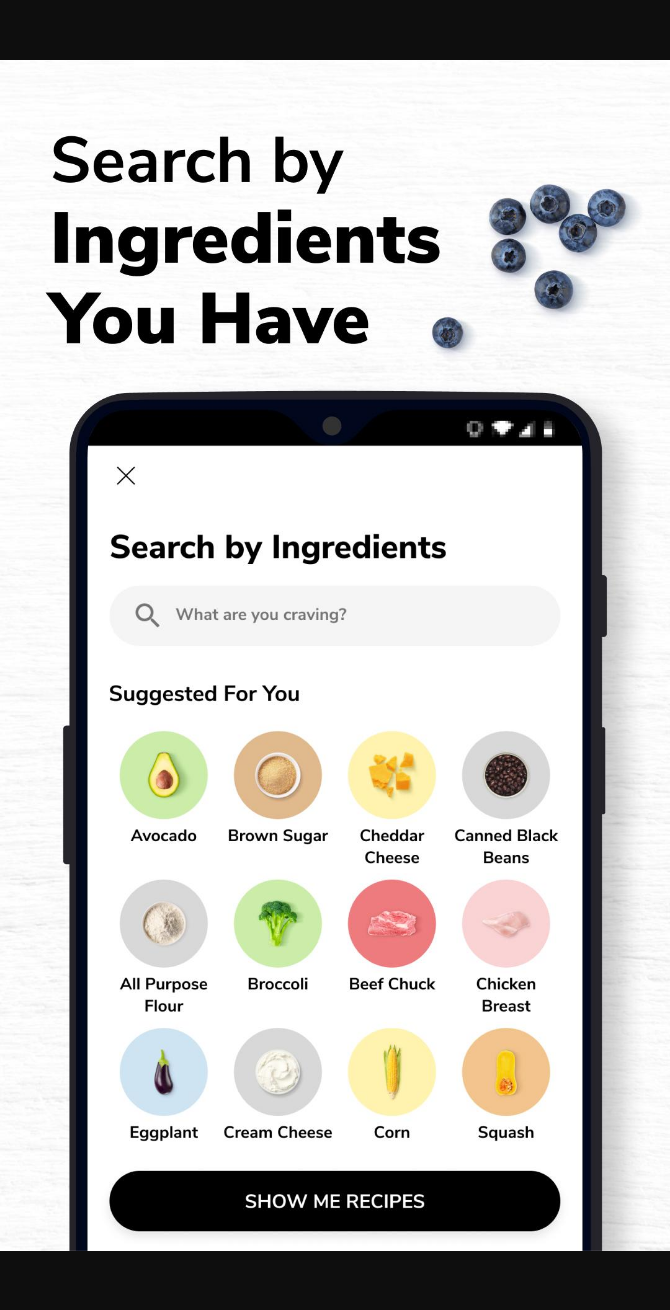 Search by
Ingredients
You Have
Search by Ingredients
What are you craving?
Suggested For You
Avocado
Brown Sugar
Cheddar
Cheese
Canned Black
Beans
All Purpose
Flour
Broccoli
Beef Chuck
Chicken
Breast
Eggplant
Cream Cheese
Corn
Squash
SHOW ME RECIPES